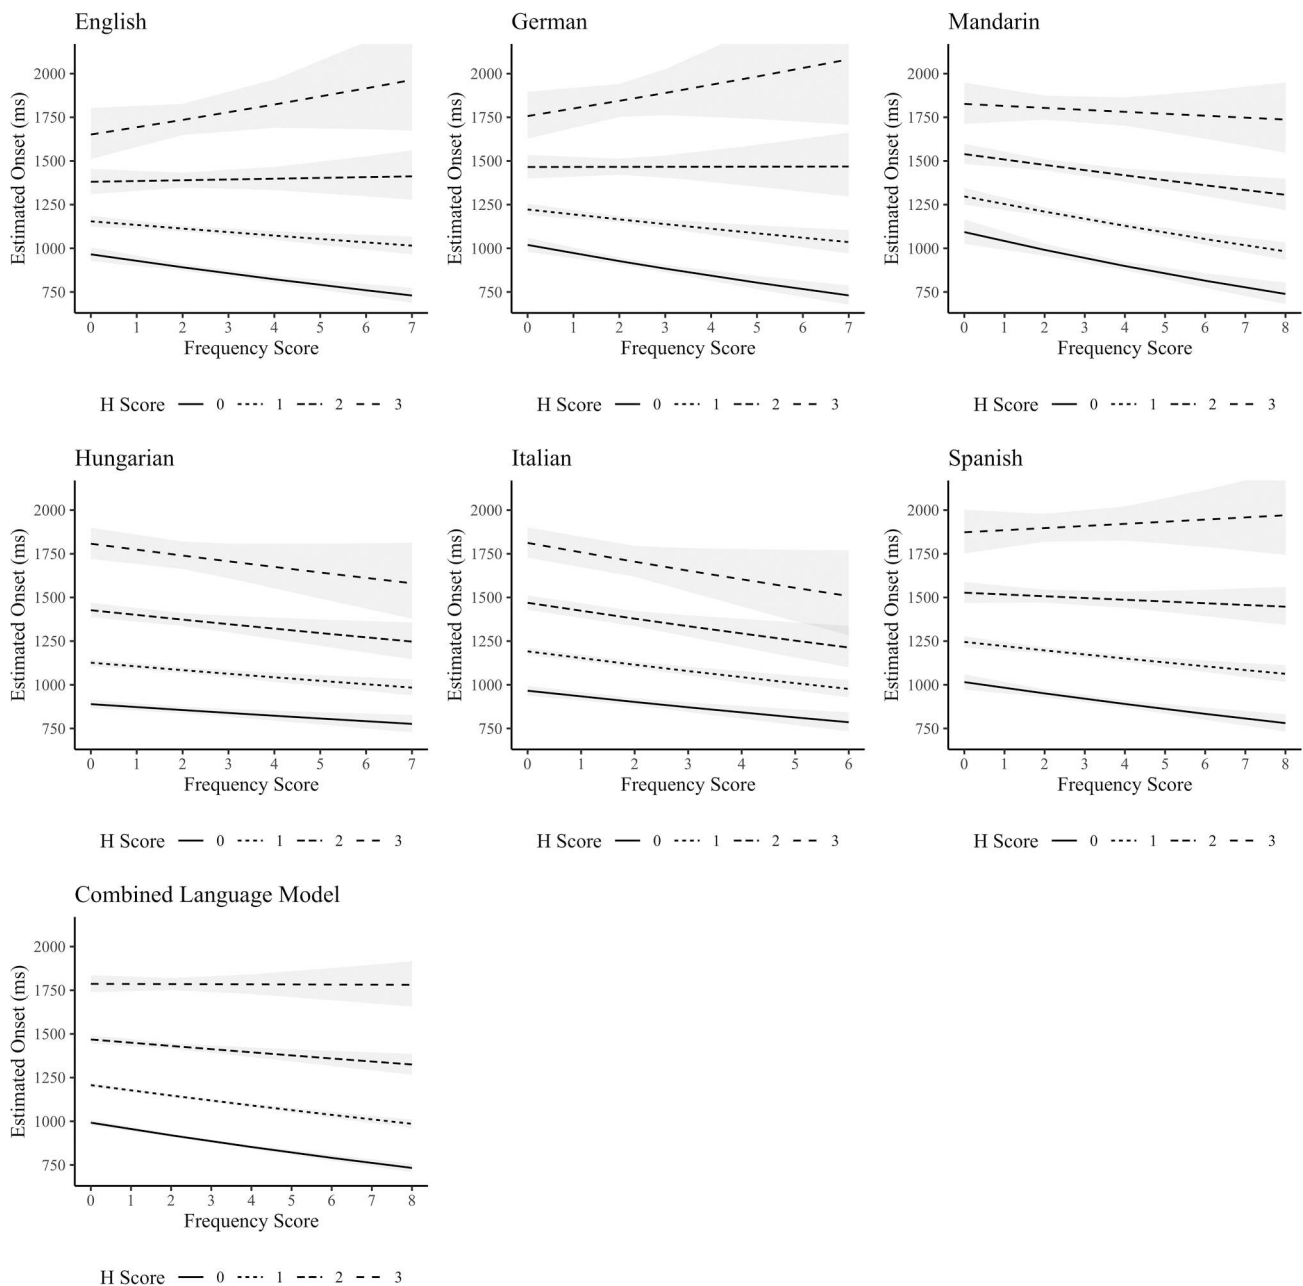 English
German
Mandarin
Estimated Onset (ms)
2000
1750
1500
1250
1000
750
0 1 2 3 4 5 6 7
Frequency Score
H Score 0 1 2 3
Estimated Onset (ms)
2000
1750
1500
1250
1000
750
0 1 2 3 4 5 6 7
Frequency Score
H Score 0 1 2 3
Estimated Onset (ms)
2000
1750
1500
1250
1000
750
0 1 2 3 4 5 6 7 8
Frequency Score
H Score 0 1 2 3
Hungarian
Italian
Spanish
Estimated Onset (ms)
2000
1750
1500
1250
1000
750
0 1 2 3 4 5 6 7
Frequency Score
H Score 0 1 2 3
Estimated Onset (ms)
2000
1750
1500
1250
1000
750
0 1 2 3 4 5 6
Frequency Score
H Score 0 1 2 3
Estimated Onset (ms)
2000
1750
1500
1250
1000
750
0 1 2 3 4 5 6 7 8
Frequency Score
H Score 0 1 2 3
Combined Language Model
Estimated Onset (ms)
2000
1750
1500
1250
1000
750
0 1 2 3 4 5 6 7 8
Frequency Score
H Score 0 1 2 3